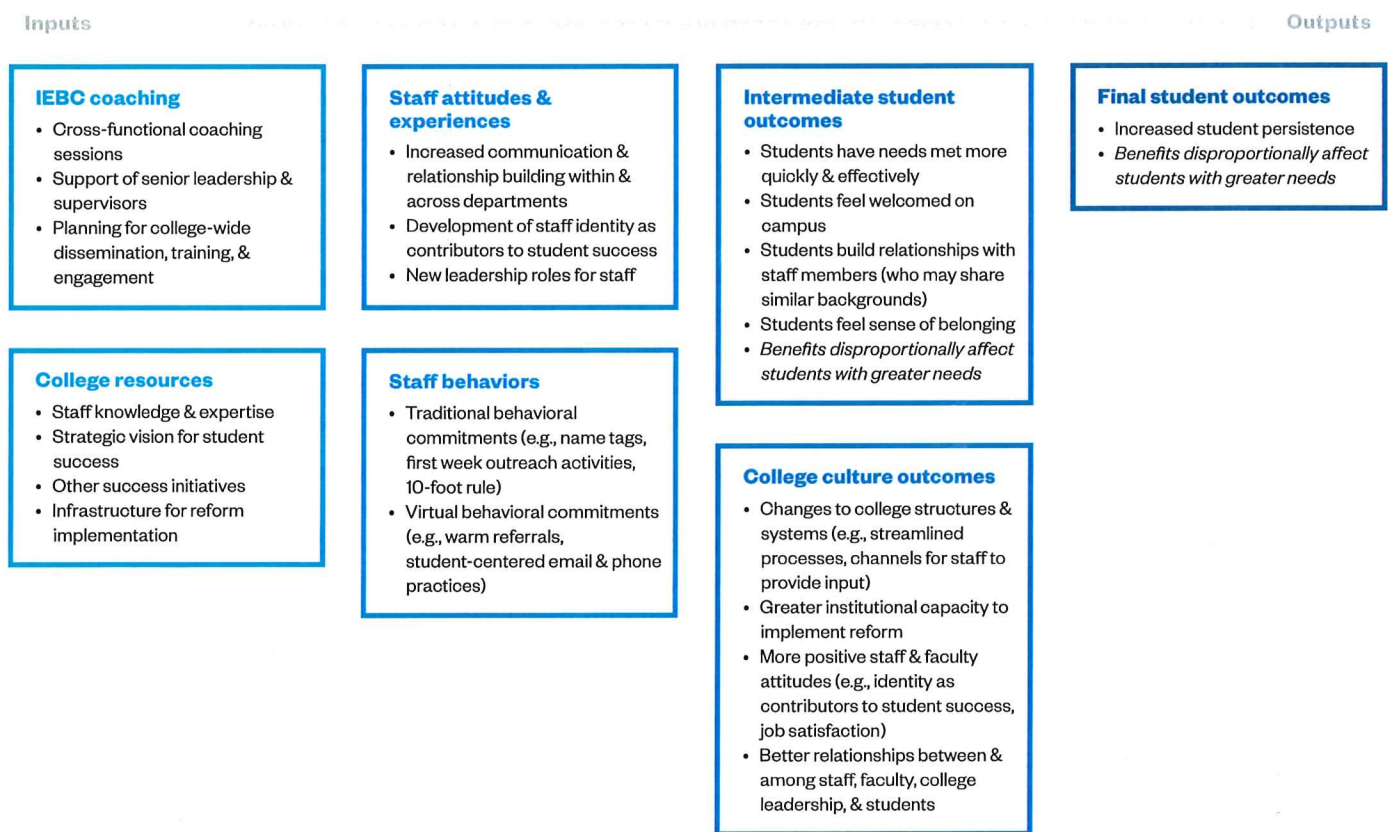 Inputs
Outputs
IEBC coaching
• Cross-functional coaching
sessions
• Support of senior leadership &
supervisors
• Planning for college-wide
dissemination, training, &
engagement
College resources
• Staff knowledge & expertise
• Strategic vision for student
success
• Other success initiatives
• Infrastructure for reform
implementation
Staff attitudes &
experiences
• Increased communication &
relationship building within &
across departments
• Development of staff identity as
contributors to student success
• New leadership roles for staff
Staff behaviors
• Traditional behavioral
commitments (e.g., name tags,
first week outreach activities,
10-foot rule)
• Virtual behavioral commitments
(e.g., warm referrals,
student-centered email & phone
practices)
Intermediate student
outcomes
• Students have needs met more
quickly & effectively
• Students feel welcomed on
campus
• Students build relationships with
staff members (who may share
similar backgrounds)
• Students feel sense of belonging
• Benefits disproportionally affect
students with greater needs
College culture outcomes
• Changes to college structures &
systems (e.g., streamlined
processes, channels for staff to
provide input)
• Greater institutional capacity to
implement reform
• More positive staff & faculty
attitudes (e.g., identity as
contributors to student success,
job satisfaction)
• Better relationships between &
among staff, faculty, college
leadership, & students
Final student outcomes
• Increased student persistence
• Benefits disproportionally affect
students with greater needs